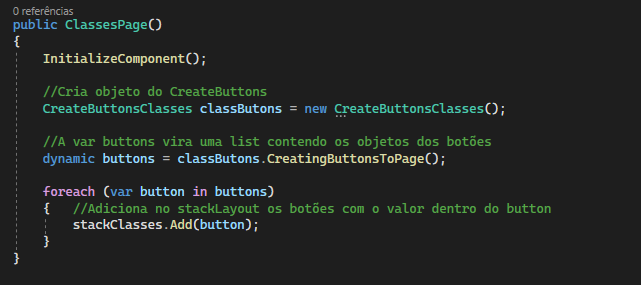 0 referências
public ClassesPage()
{
InitializeComponent();
//Cria objeto do CreateButtons
CreateButtonsClasses classButons = new CreateButtonsClasses();
//A var buttons vira uma list contendo os objetos dos botões
dynamic buttons = classButons.CreatingButtonsToPage();
foreach (var button in buttons)
{   //Adiciona no stackLayout os botões com o valor dentro do button
stackClasses.Add(button);
}
}